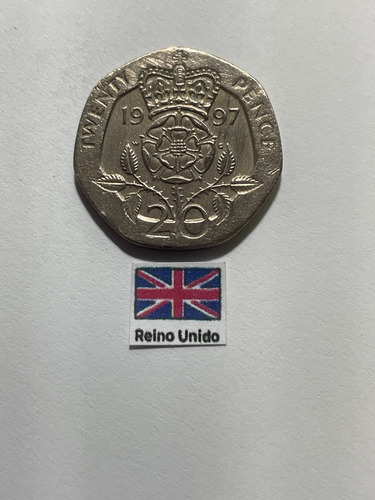 TWENTY PENCE
19 97
20
Reino Unido